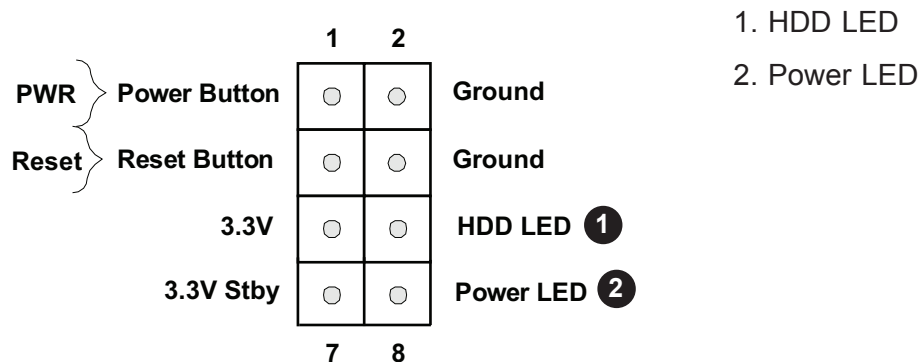 1. HDD LED
2. Power LED
1 2
PWR Power Button Ground
Reset Reset Button Ground
3.3V HDD LED 1
3.3V Stby Power LED 2
7 8